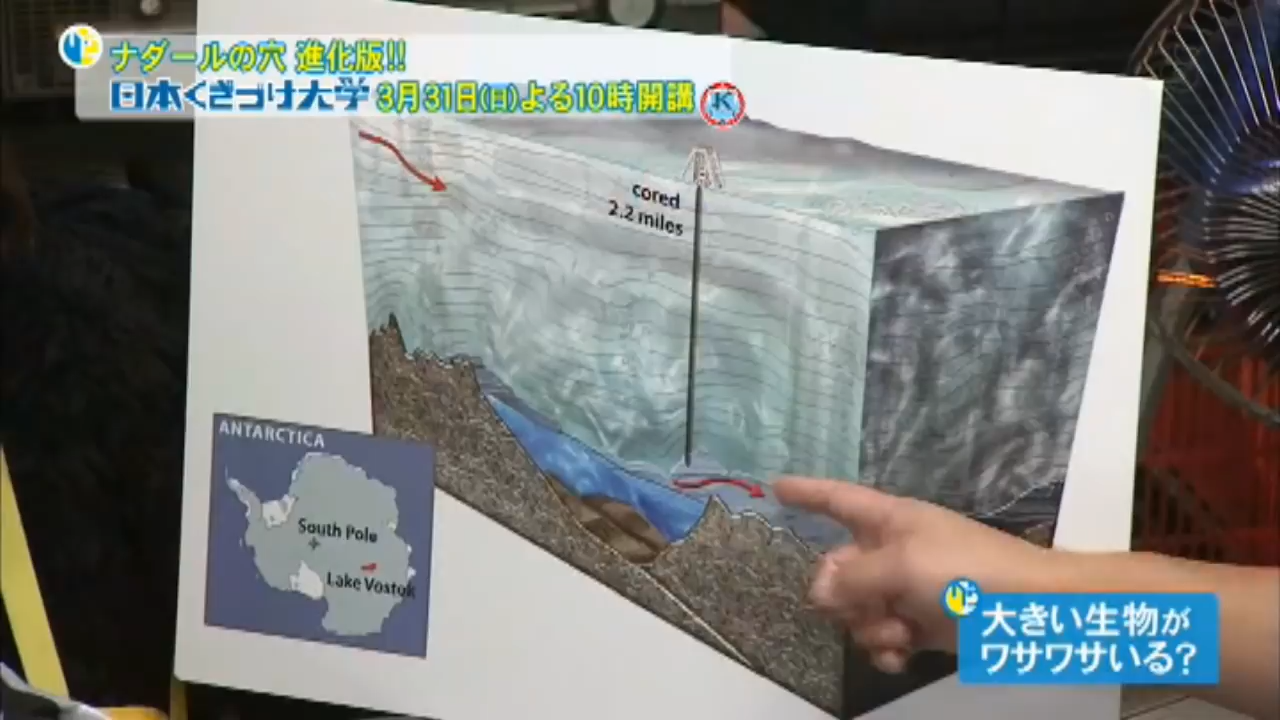 ナダールの穴 進化版!!
日本くぎづけ大学 3月31日(日)よる10時開講 K
cored
2.2 miles
ANTARCTICA
South Pole
Lake Vostok
大きい生物が
ワサワサいる?